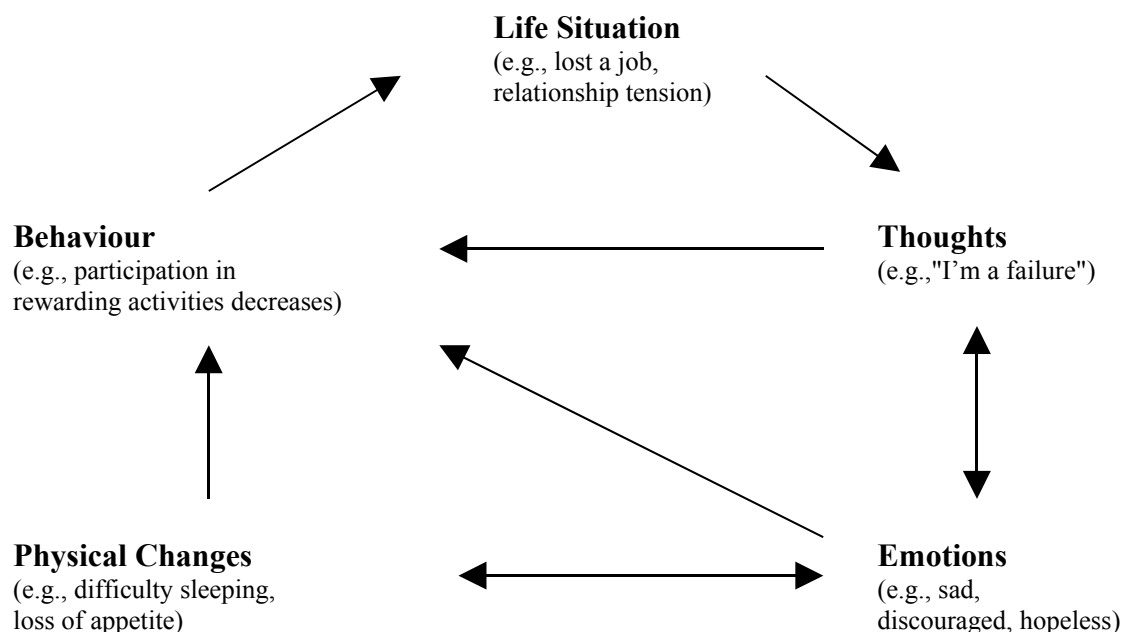 Life Situation
(e.g., lost a job,
relationship tension)
Behaviour
(e.g., participation in
rewarding activities decreases)
Thoughts
(e.g.,"I’m a failure")
Physical Changes
(e.g., difficulty sleeping,
loss of appetite)
Emotions
(e.g., sad,
discouraged, hopeless)